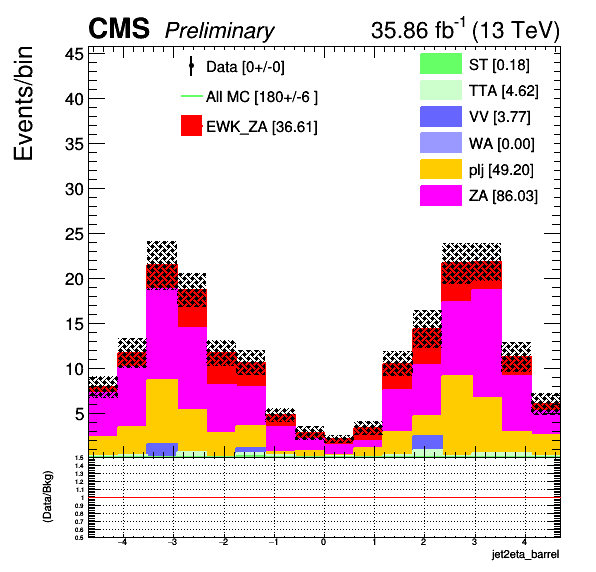 CMS Preliminary 35.86 fb-1 (13 TeV)
Events/bin
45
40
35
30
25
20
15
10
5
Data [0+/-0]
All MC [180+/-6 ]
EWK_ZA [36.61]
ST [0.18]
TTA [4.62]
VV [3.77]
WA [0.00]
plj [49.20]
ZA [86.03]
(Data/Bkg)
1.5
1.4
1.3
1.2
1.1
1
0.9
0.8
0.7
0.6
0.5
−4 −3 −2 −1 0 1 2 3 4
jet2eta_barrel